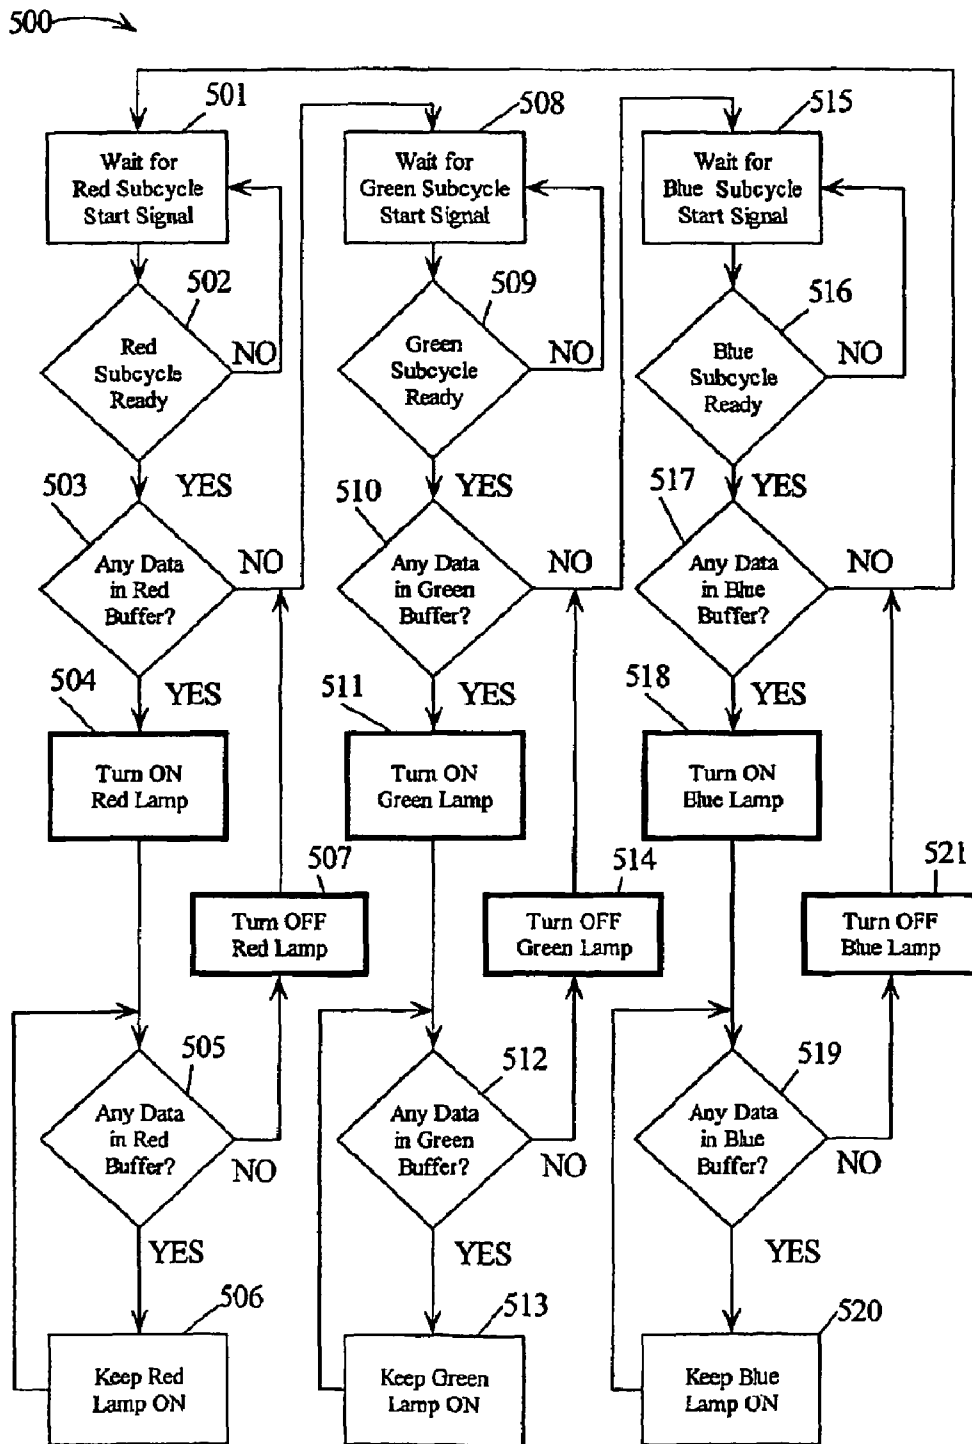 500
501
Wait for
Red Subcycle
Start Signal
502
Red
Subcycle
Ready
NO
YES
503
Any Data
in Red
Buffer?
NO
YES
504
Turn ON
Red Lamp
507
Turn OFF
Red Lamp
505
Any Data
in Red
Buffer?
NO
YES
506
Keep Red
Lamp ON
508
Wait for
Green Subcycle
Start Signal
509
Green
Subcycle
Ready
NO
YES
510
Any Data
in Green
Buffer?
NO
YES
511
Turn ON
Green Lamp
514
Turn OFF
Green Lamp
512
Any Data
in Green
Buffer?
NO
YES
513
Keep Green
Lamp ON
515
Wait for
Blue Subcycle
Start Signal
516
Blue
Subcycle
Ready
NO
YES
517
Any Data
in Blue
Buffer?
NO
YES
518
Turn ON
Blue Lamp
521
Turn OFF
Blue Lamp
519
Any Data
in Blue
Buffer?
NO
YES
520
Keep Blue
Lamp ON